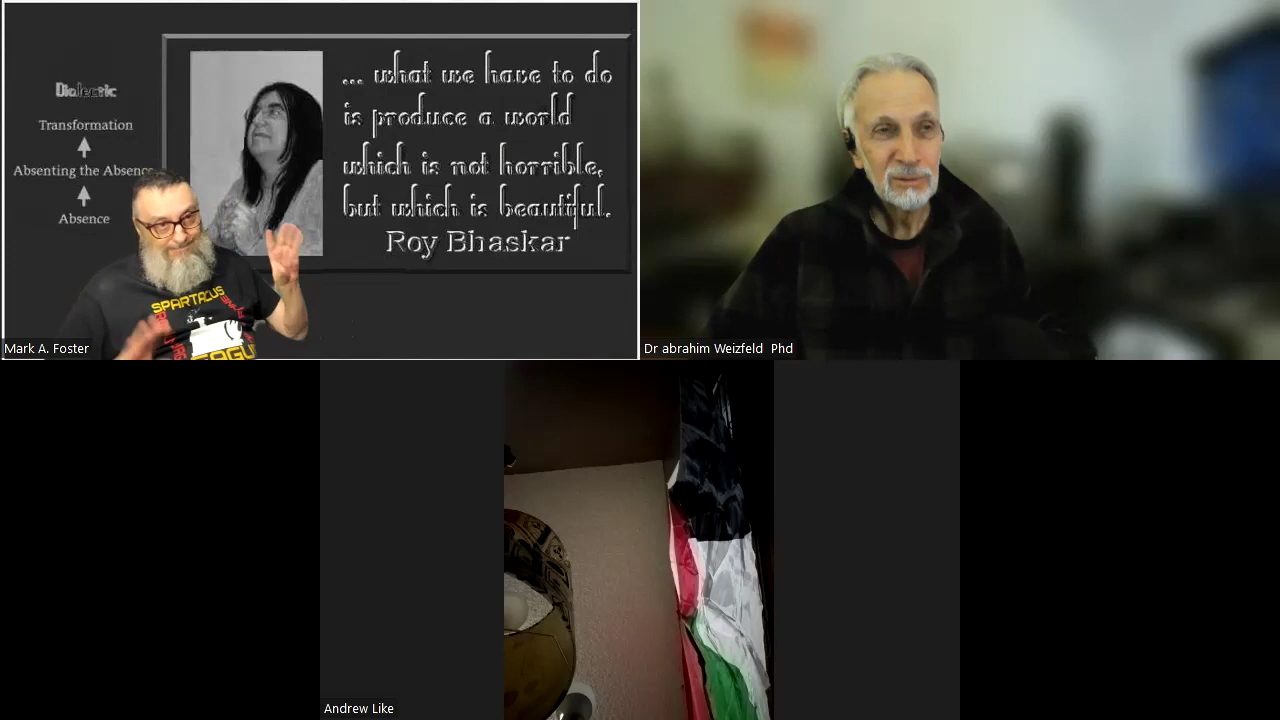 Dialectic
Transformation
Absenting the Absence
Absence
... what we have to do
is produce a world
which is not horrible,
but which is beautiful.
Roy Bhaskar
SPARTACUS
Mark A. Foster
Dr abrahim Weizfeld Phd
Andrew Like